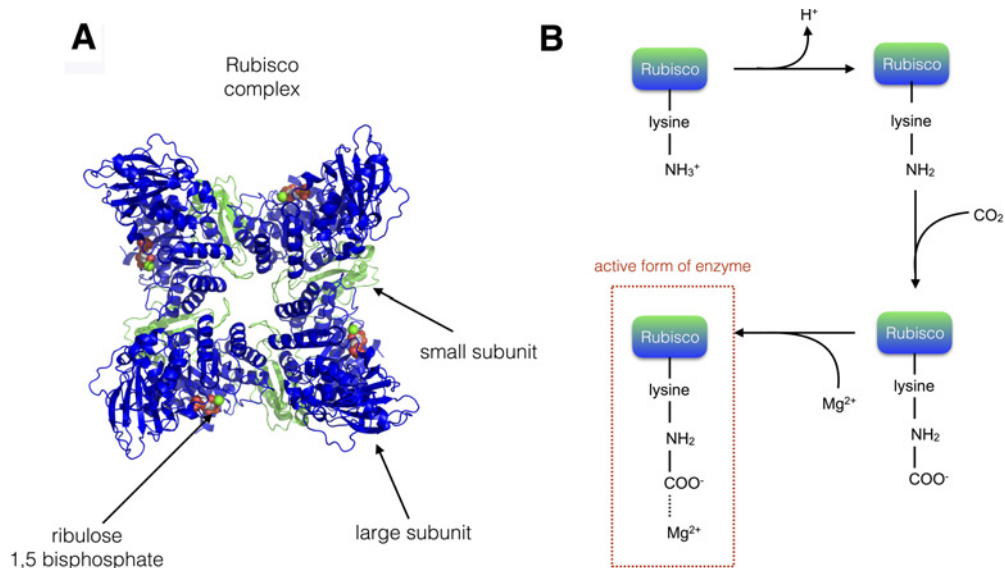 A
Rubisco
complex
small subunit
large subunit
ribulose
1,5 bisphosphate
B
H⁺
Rubisco
lysine
NH₃⁺
Rubisco
lysine
NH₂
CO₂
Rubisco
lysine
NH₂
COO⁻
Mg²⁺
active form of enzyme
Rubisco
lysine
NH₂
COO⁻
Mg²⁺